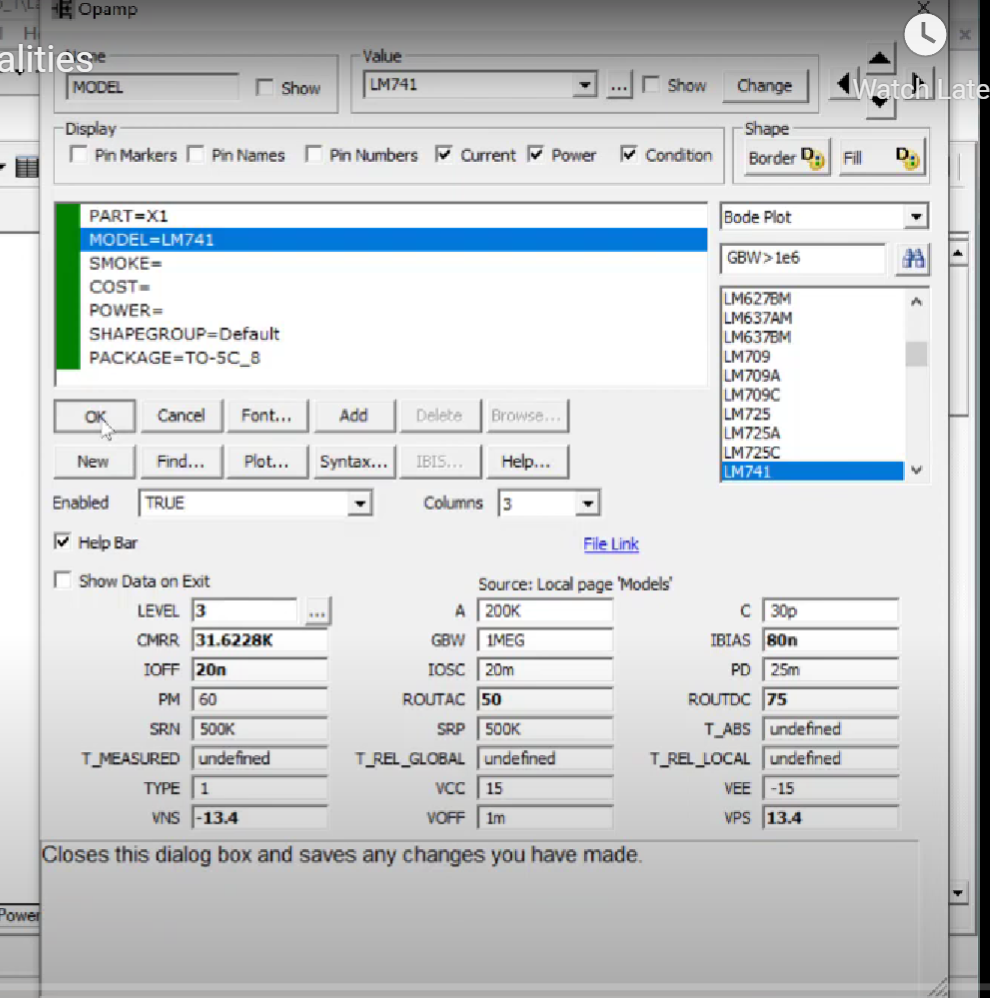 Opamp
alities
MODEL
Show
Value
LM741
...
Show
Change
Watch Late
Display
Pin Markers
Pin Names
Pin Numbers
Current
Power
Condition
Shape
Border
Fill
PART=X1
MODEL=LM741
SMOKE=
COST=
POWER=
SHAPEGROUP=Default
PACKAGE=TO-5C_8
Bode Plot
GBW>1e6
LM627BM
LM637AM
LM637BM
LM709
LM709A
LM709C
LM725
LM725A
LM725C
LM741
OK
Cancel
Font...
Add
Delete
Browse...
New
Find...
Plot...
Syntax...
IBIS...
Help...
Enabled
TRUE
Columns
3
Help Bar
File Link
Show Data on Exit
Source: Local page 'Models'
LEVEL 3 ... A 200K C 30p
CMRR 31.6228K GBW 1MEG IBIAS 80n
IOFF 20n IOSC 20m PD 25m
PM 60 ROUTAC 50 ROUTDC 75
SRN 500K SRP 500K T_ABS undefined
T_MEASURED undefined T_REL_GLOBAL undefined T_REL_LOCAL undefined
TYPE 1 VCC 15 VEE -15
VNS -13.4 VOFF 1m VPS 13.4
Closes this dialog box and saves any changes you have made.
Power